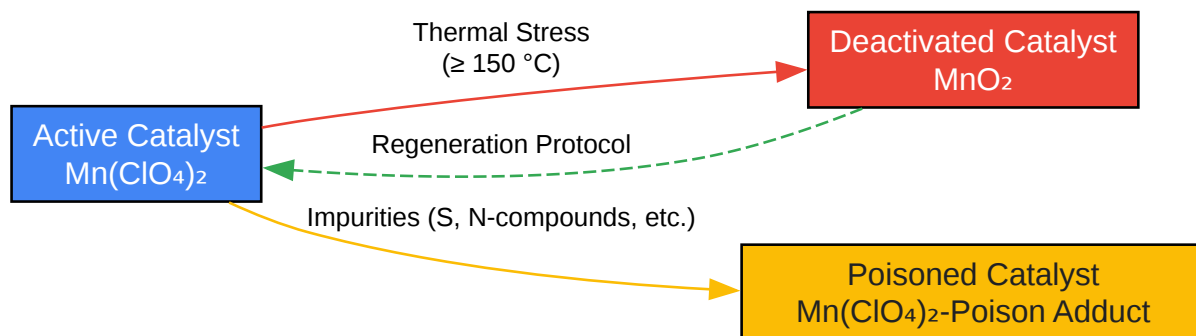 Thermal Stress
(≥ 150 °C)
Deactivated Catalyst
MnO₂
Active Catalyst
Mn(ClO₄)₂
Regeneration Protocol
Impurities (S, N-compounds, etc.)
Poisoned Catalyst
Mn(ClO₄)₂-Poison Adduct